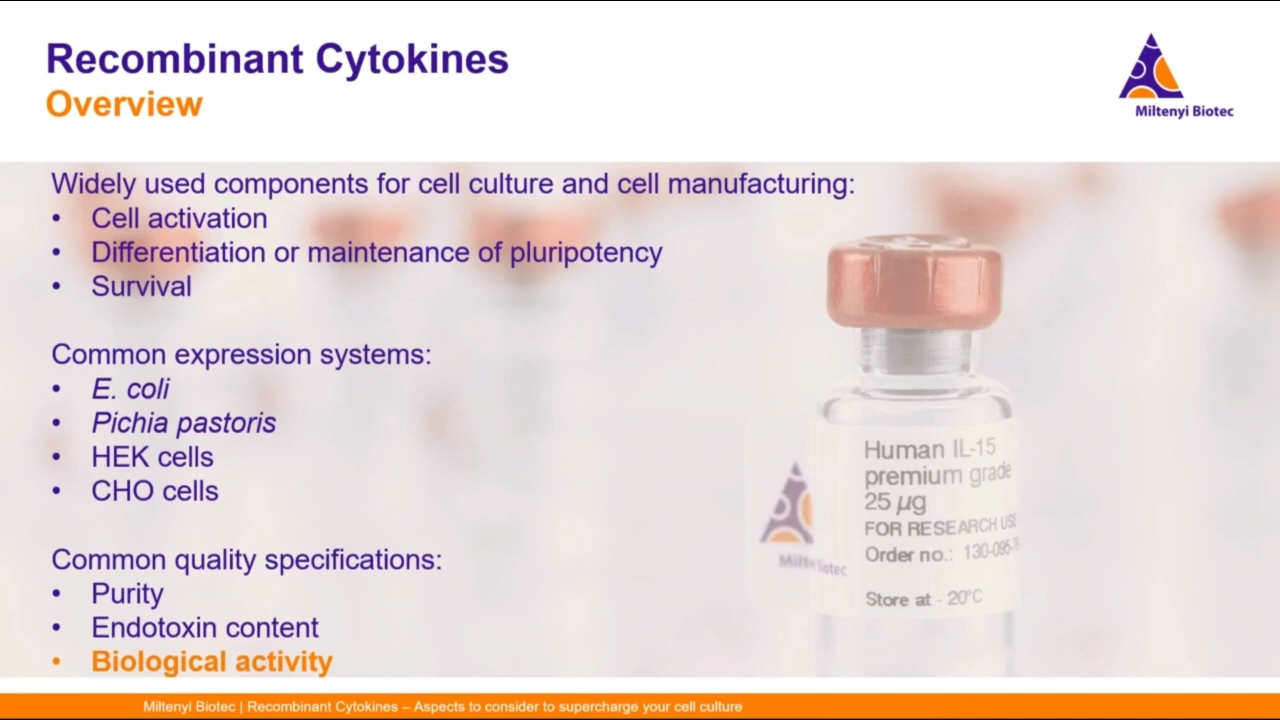 Recombinant Cytokines
Overview
Miltenyi Biotec
Widely used components for cell culture and cell manufacturing:
• Cell activation
• Differentiation or maintenance of pluripotency
• Survival
Common expression systems:
• E. coli
• Pichia pastoris
• HEK cells
• CHO cells
Common quality specifications:
• Purity
• Endotoxin content
• Biological activity
Human IL-15
premium grade
25 µg
FOR RESEARCH
Order no.:
Store at - 20°C
Miltenyi Biotec | Recombinant Cytokines – Aspects to consider to supercharge your cell culture